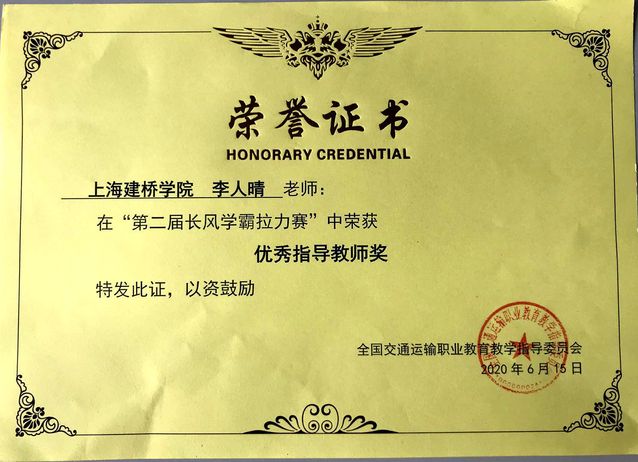 荣誉证书
HONORARY CREDENTIAL
上海建桥学院 李人晴 老师：
在“第二届长风学霸拉力赛”中荣获
优秀指导教师奖
特发此证，以资鼓励
全国交通运输职业教育教学指导委员会
2020年6月15日